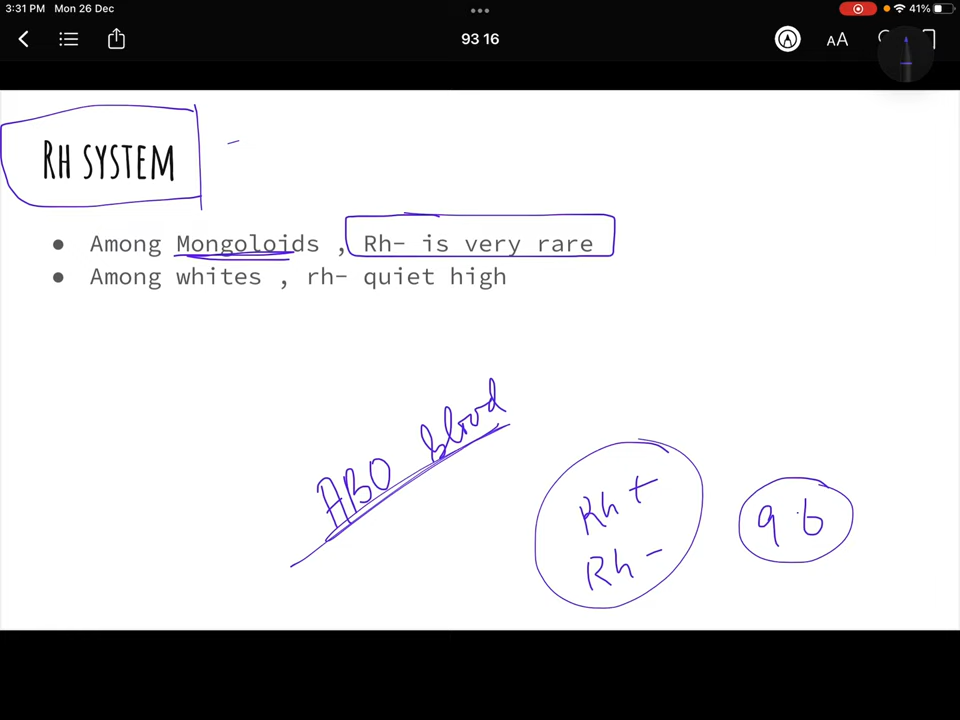 3:31 PM Mon 26 Dec
41%
93 16
AA
RH SYSTEM
Among Mongoloids , Rh- is very rare
Among whites , rh- quiet high
ABO blood
Rh +
Rh -